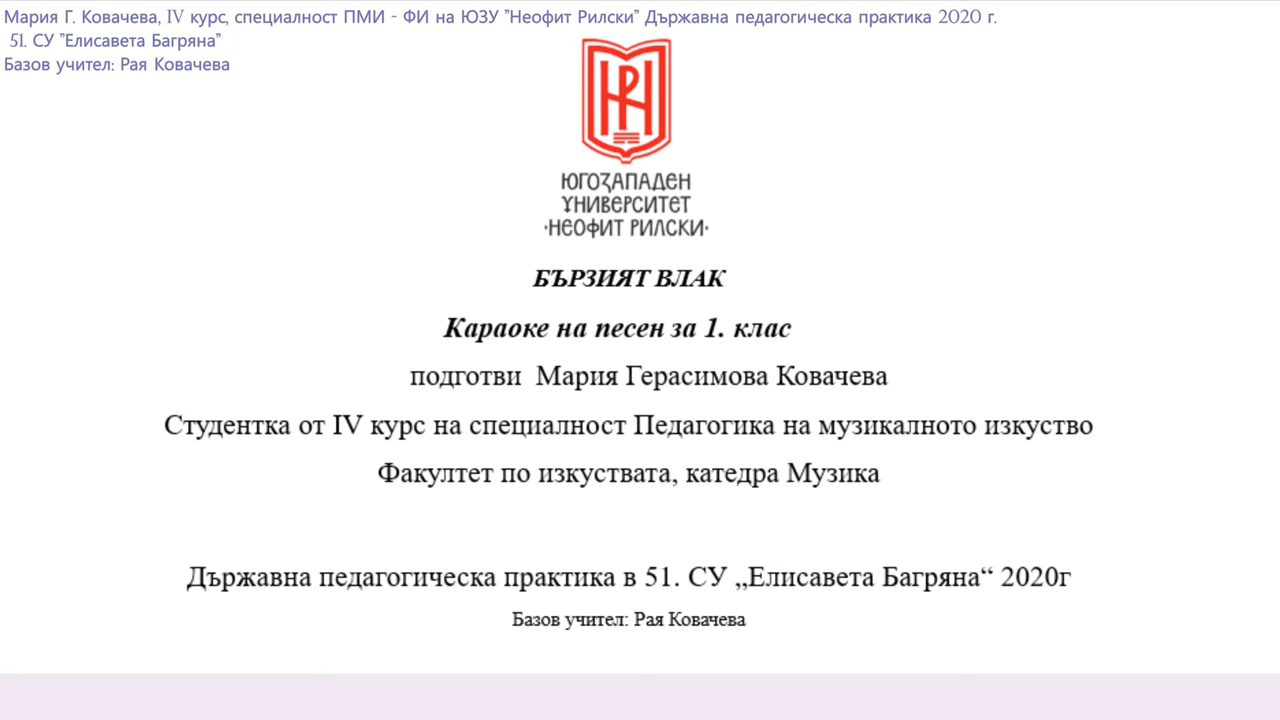 Мария Г. Ковачева, IV курс, специалност ПМИ - ФИ на ЮЗУ "Неофит Рилски" Държавна педагогическа практика 2020 г.
51. СУ "Елисавета Багряна"
Базов учител: Рая Ковачева
ЮГОЗАПАДЕН
УНИВЕРСИТЕТ
·НЕОФИТ РИЛСКИ·
БЪРЗИЯТ ВЛАК
Караоке на песен за 1. клас
подготви Мария Герасимова Ковачева
Студентка от IV курс на специалност Педагогика на музикалното изкуство
Факултет по изкуствата, катедра Музика
Държавна педагогическа практика в 51. СУ „Елисавета Багряна“ 2020г
Базов учител: Рая Ковачева